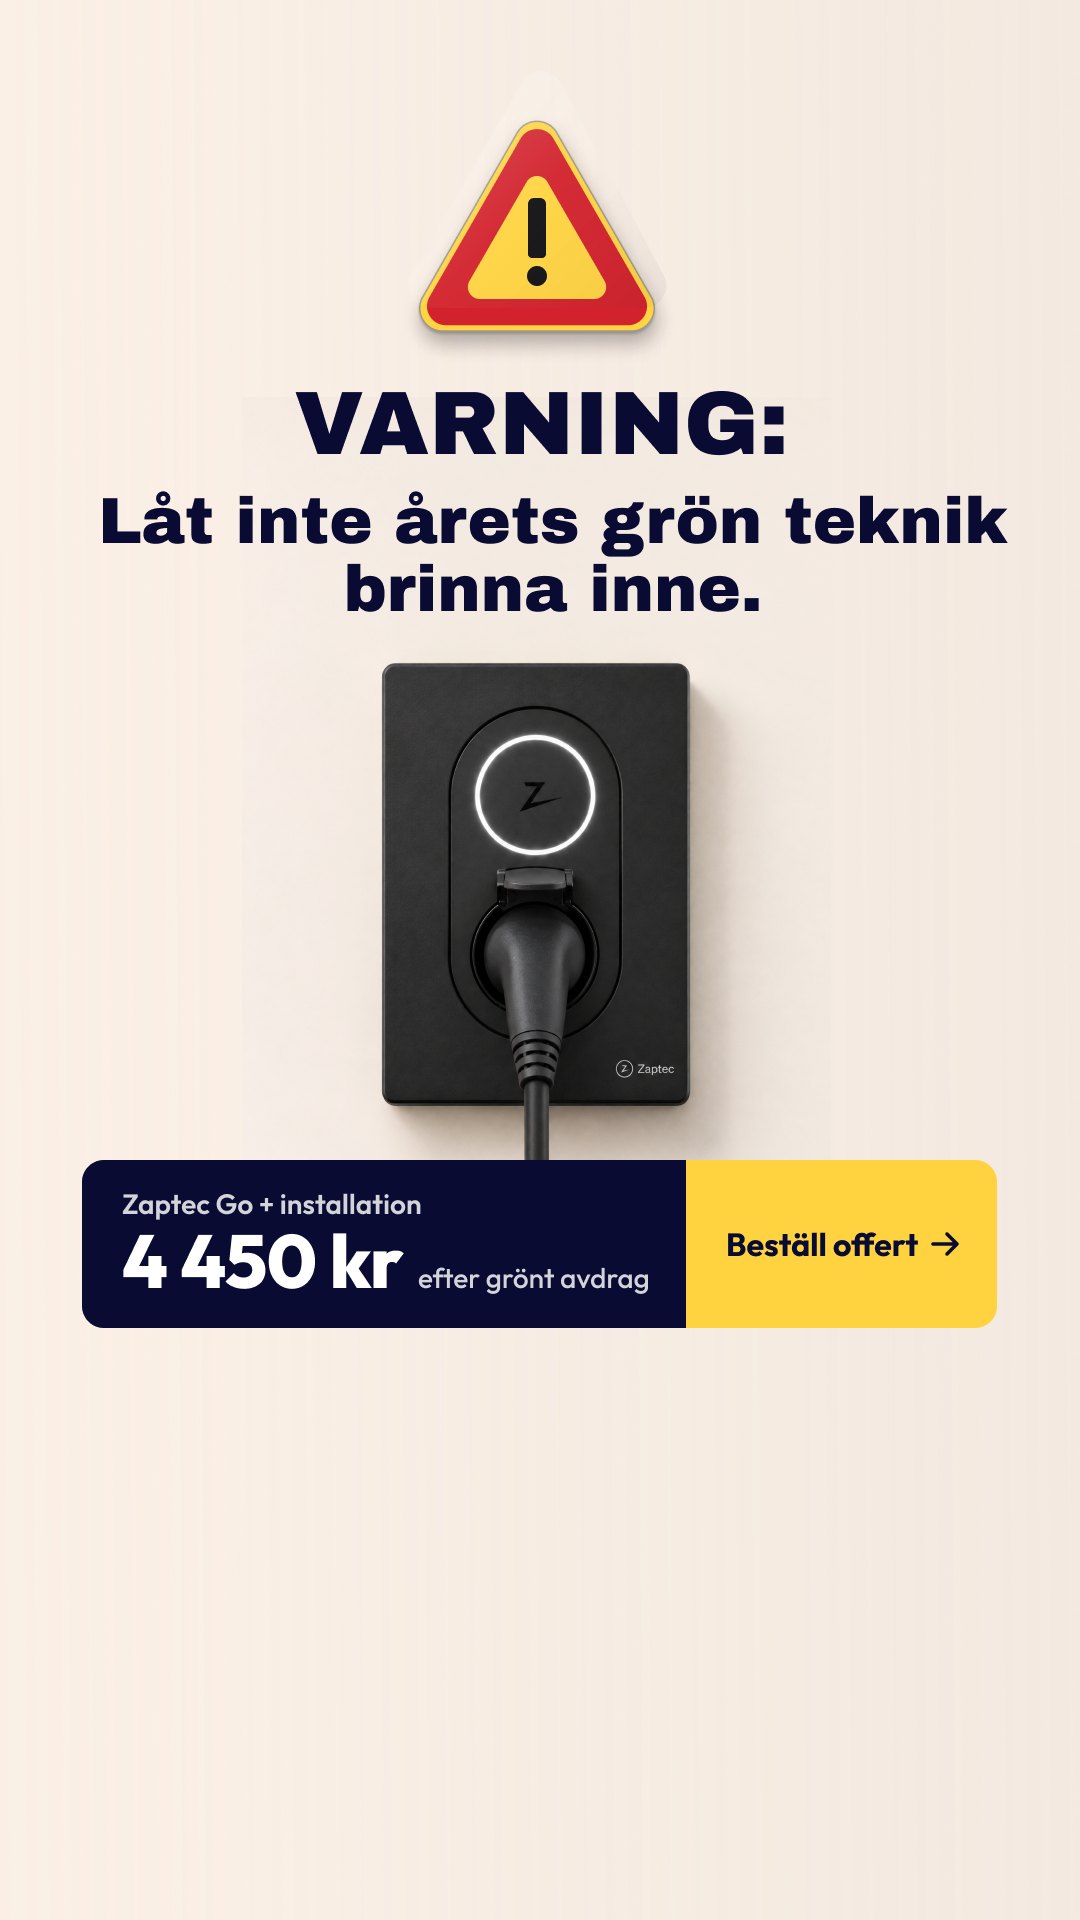 VARNING:
Låt inte årets grön teknik
brinna inne.
Zaptec
Zaptec Go + installation
4 450 kr efter grönt avdrag
Beställ offert →